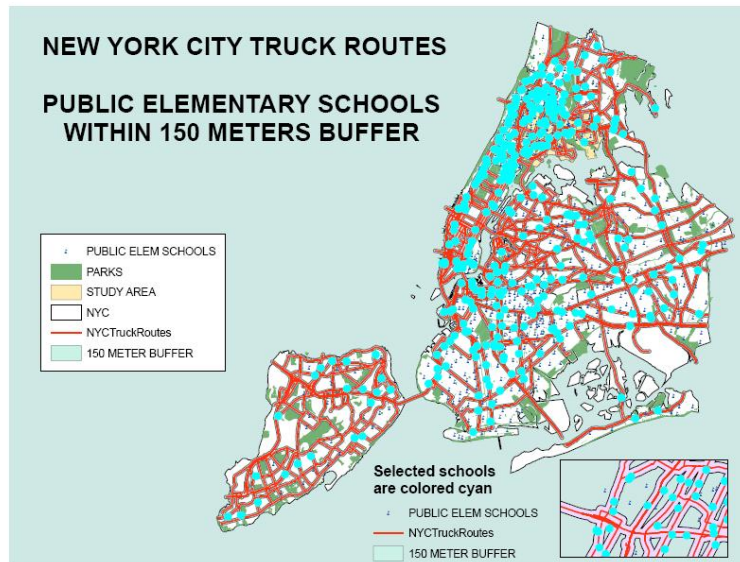 NEW YORK CITY TRUCK ROUTES
PUBLIC ELEMENTARY SCHOOLS
WITHIN 150 METERS BUFFER
PUBLIC ELEM SCHOOLS
PARKS
STUDY AREA
NYC
NYCTruckRoutes
150 METER BUFFER
Selected schools
are colored cyan
PUBLIC ELEM SCHOOLS
NYCTruckRoutes
150 METER BUFFER